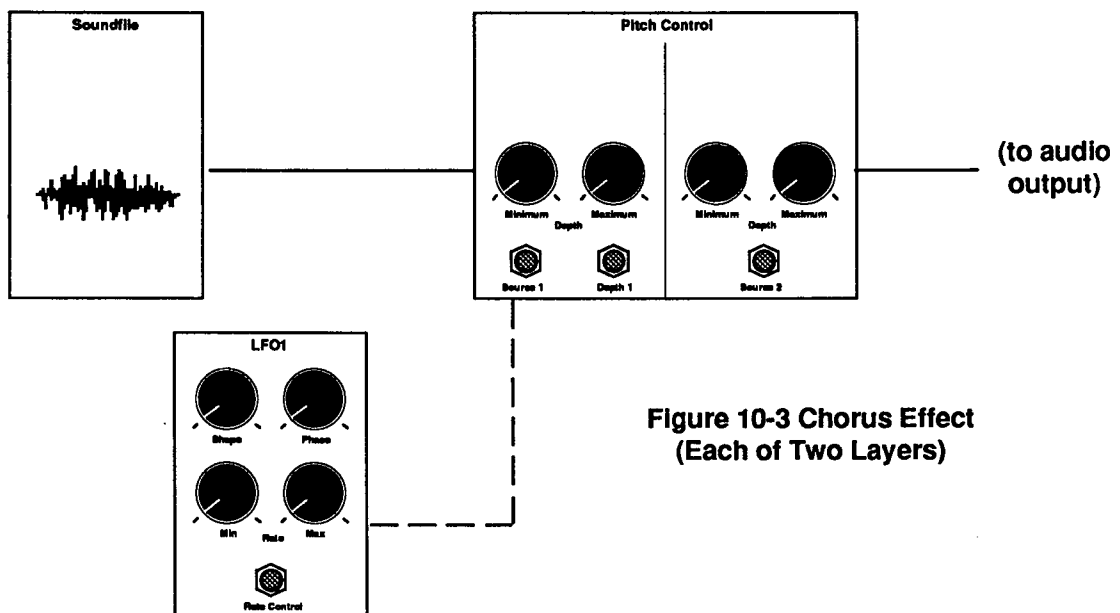 Soundfile
Pitch Control
(to audio
output)
Minimum
Maximum
Depth
Minimum
Maximum
Depth
Source 1
Depth 1
Source 2
LFO1
Shape
Phase
Min
Rate
Max
Rate Control
Figure 10-3 Chorus Effect
(Each of Two Layers)